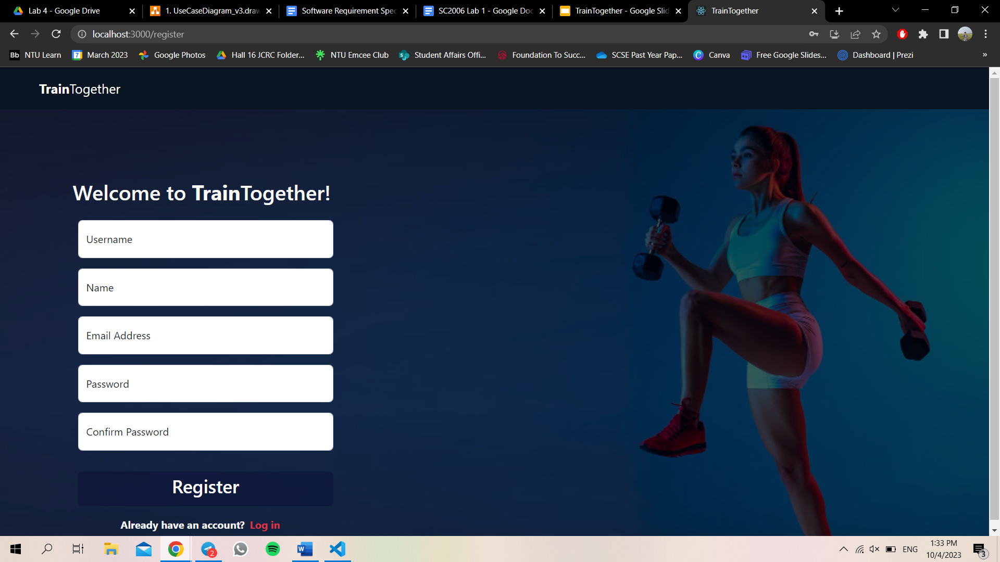 Lab 4 - Google Drive
1. UseCaseDiagram_v3.draw
Software Requirement Spec
SC2006 Lab 1 - Google Doc
TrainTogether - Google Slid
TrainTogether
localhost:3000/register
Bb NTU Learn
7 March 2023
Google Photos
Hall 16 JCRC Folder...
NTU Emcee Club
Student Affairs Offi...
Foundation To Succ...
SCSE Past Year Pap...
Canva
Free Google Slides...
Dashboard | Prezi
»
TrainTogether
Welcome to TrainTogether!
Username
Name
Email Address
Password
Confirm Password
Register
Already have an account? Log in
2
W
ENG
1:33 PM
10/4/2023
3